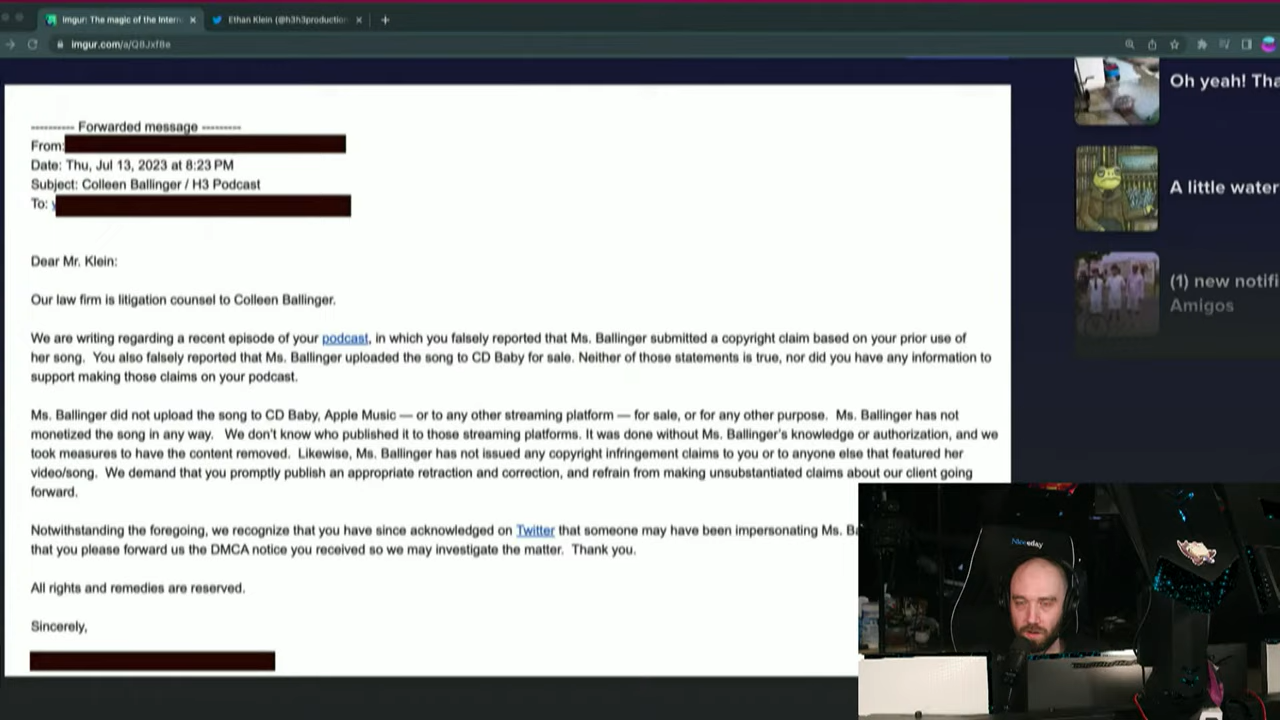 Imgur: The magic of the Intern
Ethan Klein (@h3h3production
imgur.com/a/Q8JxfBe
---------- Forwarded message ---------
From:
Date: Thu, Jul 13, 2023 at 8:23 PM
Subject: Colleen Ballinger / H3 Podcast
To:
Dear Mr. Klein:
Our law firm is litigation counsel to Colleen Ballinger.
We are writing regarding a recent episode of your podcast, in which you falsely reported that Ms. Ballinger submitted a copyright claim based on your prior use of
her song.  You also falsely reported that Ms. Ballinger uploaded the song to CD Baby for sale. Neither of those statements is true, nor did you have any information to
support making those claims on your podcast.
Ms. Ballinger did not upload the song to CD Baby, Apple Music — or to any other streaming platform — for sale, or for any other purpose.  Ms. Ballinger has not
monetized the song in any way.   We don't know who published it to those streaming platforms. It was done without Ms. Ballinger's knowledge or authorization, and we
took measures to have the content removed.  Likewise, Ms. Ballinger has not issued any copyright infringement claims to you or to anyone else that featured her
video/song.  We demand that you promptly publish an appropriate retraction and correction, and refrain from making unsubstantiated claims about our client going
forward.
Notwithstanding the foregoing, we recognize that you have since acknowledged on Twitter that someone may have been impersonating Ms. Ba
that you please forward us the DMCA notice you received so we may investigate the matter.  Thank you.
All rights and remedies are reserved.
Sincerely,
Oh yeah! Tha
A little water
(1) new notifi
Amigos